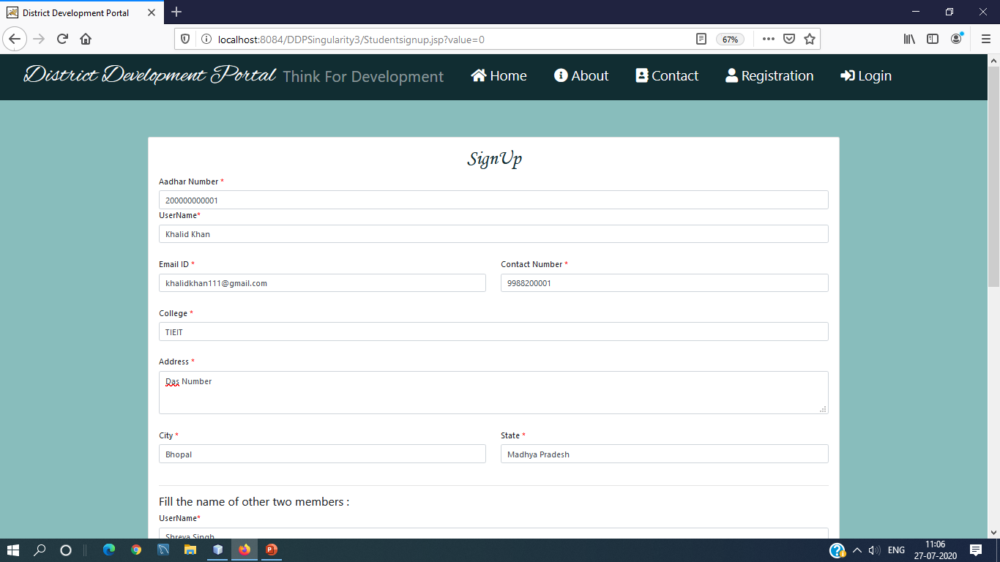 District Development Portal
localhost:8084/DDPSingularity3/Studentsignup.jsp?value=0
67%
District Development Portal Think For Development Home About Contact Registration Login
SignUp
Aadhar Number *
200000000001
UserName*
Khalid Khan
Email ID * Contact Number *
khalidkhan111@gmail.com 9988200001
College *
TIEIT
Address *
Das Number
City * State *
Bhopal Madhya Pradesh
Fill the name of other two members :
UserName*
Shreya Singh
ENG
11:06
27-07-2020